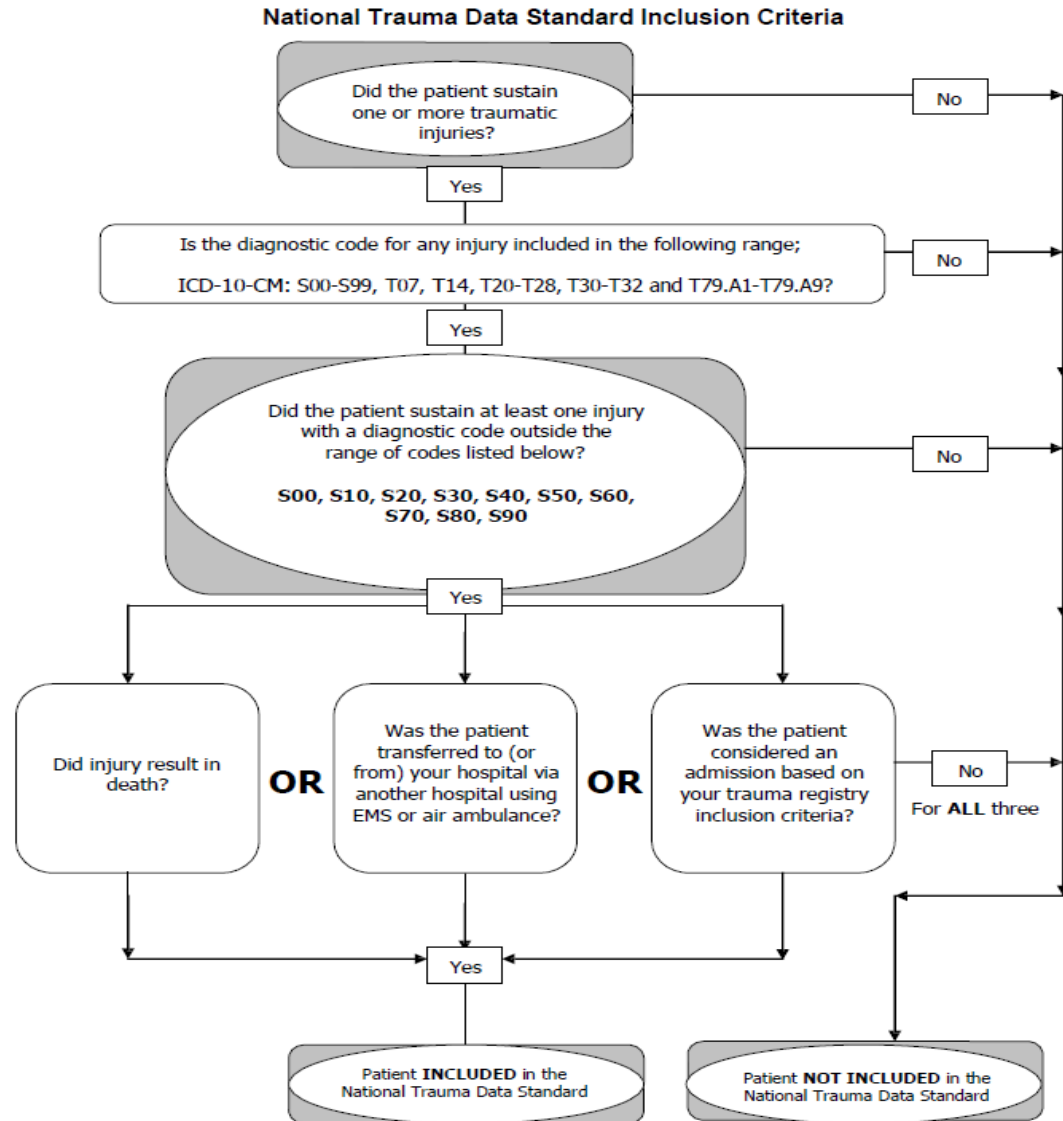 National Trauma Data Standard Inclusion Criteria
Did the patient sustain
one or more traumatic
injuries?
No
Yes
Is the diagnostic code for any injury included in the following range;
ICD-10-CM: S00-S99, T07, T14, T20-T28, T30-T32 and T79.A1-T79.A9?
No
Yes
Did the patient sustain at least one injury
with a diagnostic code outside the
range of codes listed below?
S00, S10, S20, S30, S40, S50, S60,
S70, S80, S90
No
Yes
Did injury result in
death?
OR
Was the patient
transferred to (or
from) your hospital via
another hospital using
EMS or air ambulance?
OR
Was the patient
considered an
admission based on
your trauma registry
inclusion criteria?
No
For ALL three
Yes
Patient INCLUDED in the
National Trauma Data Standard
Patient NOT INCLUDED in the
National Trauma Data Standard